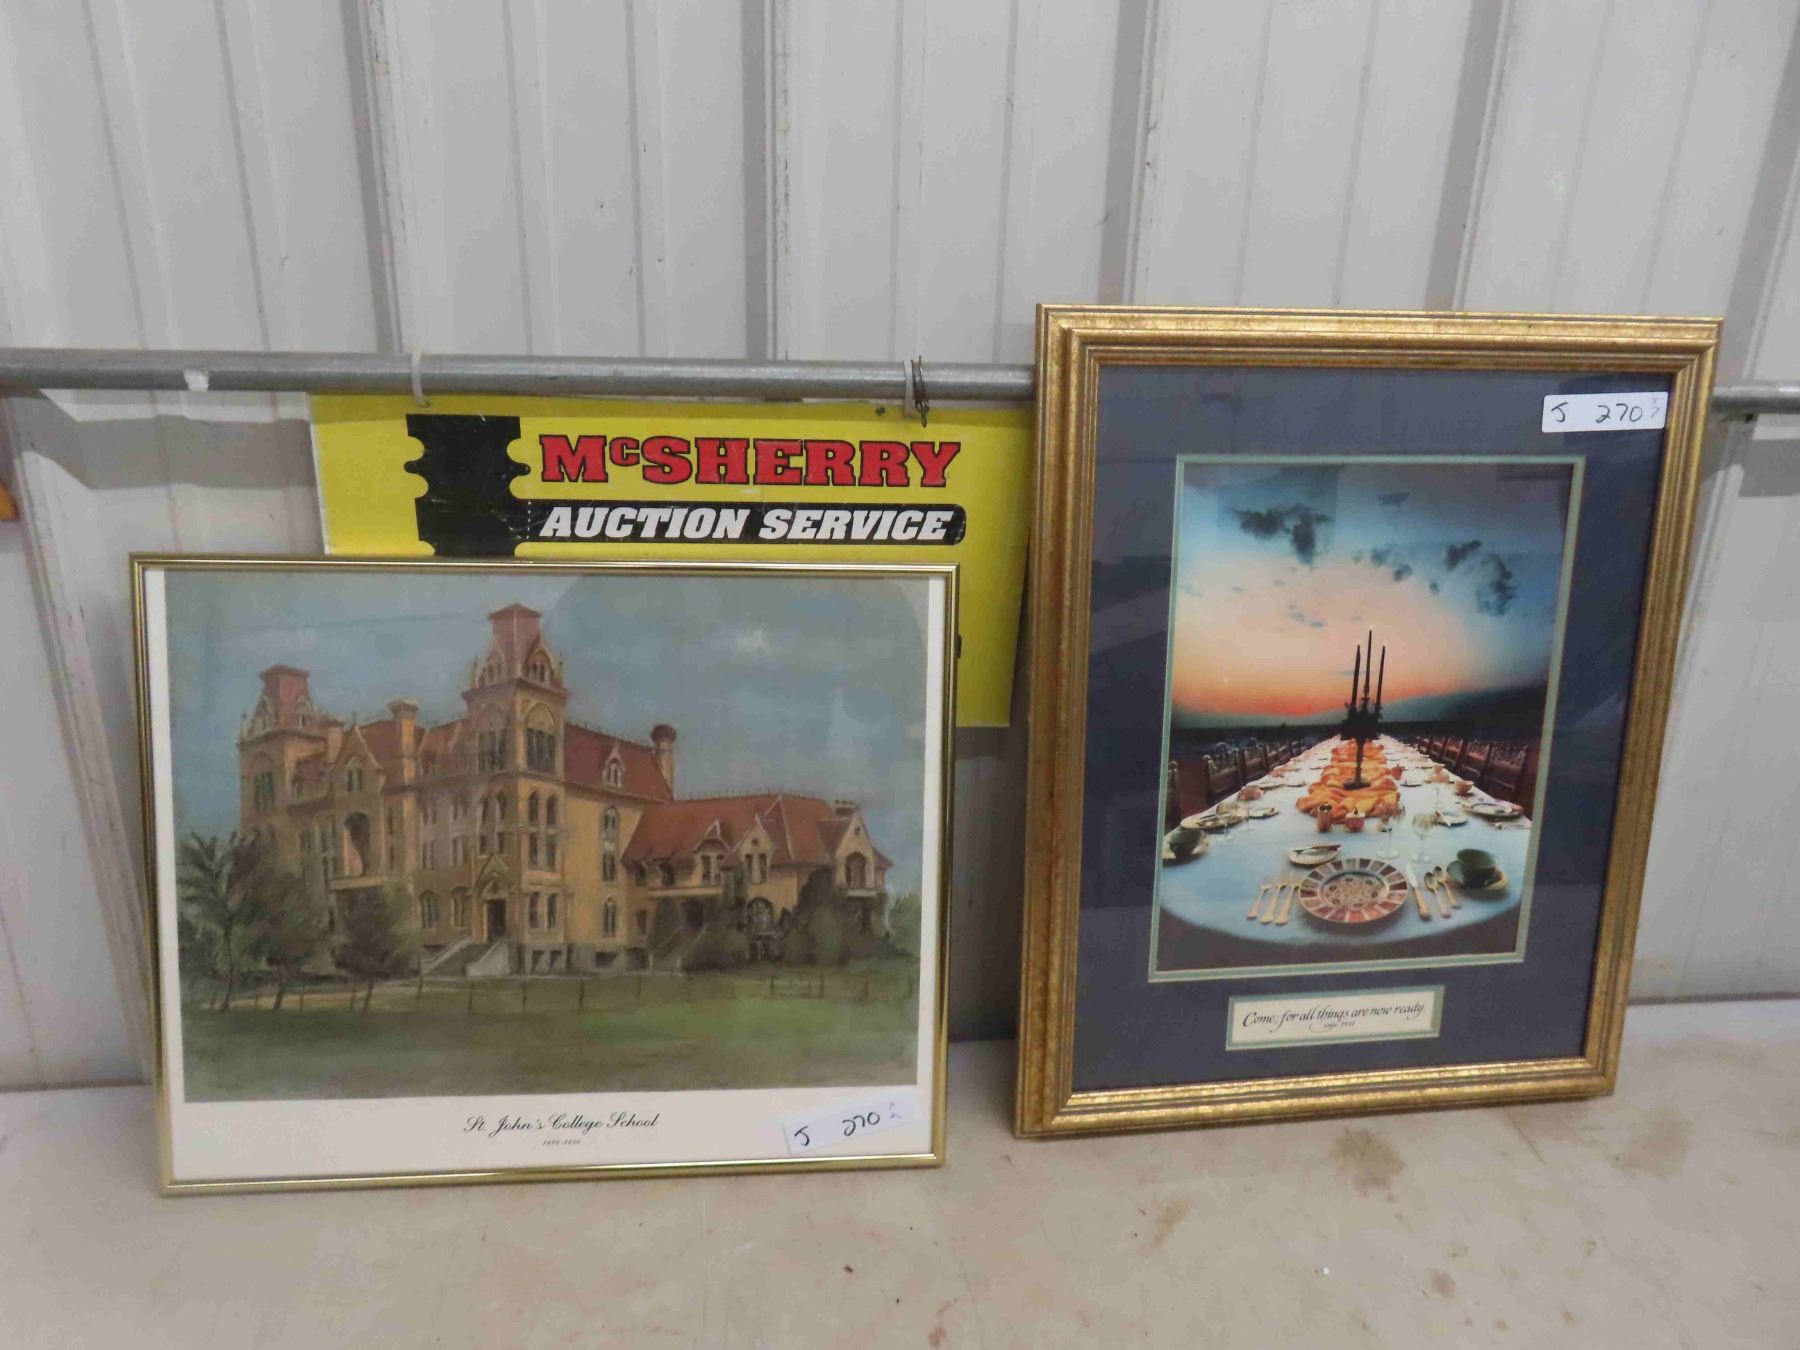 McSHERRY
AUCTION SERVICE
J 270
Come; for all things are now ready.
St. John's College School
J 270